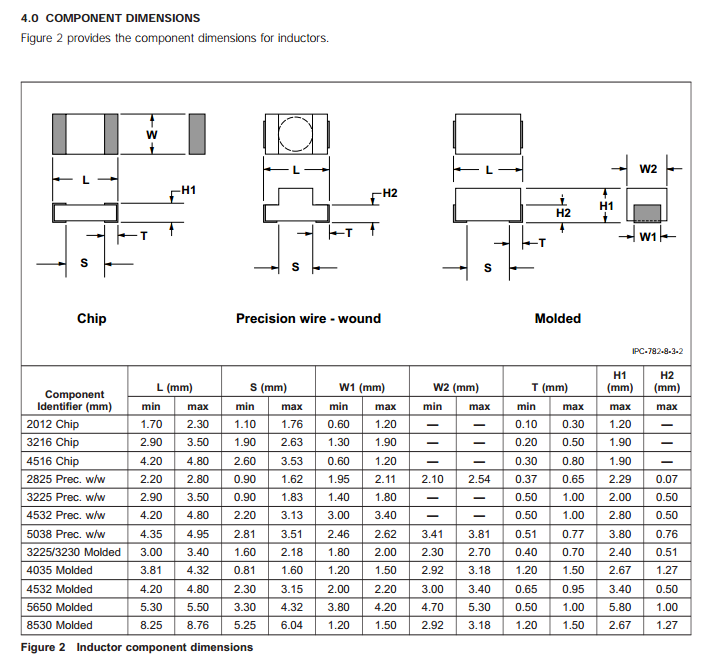 4.0 COMPONENT DIMENSIONS
Figure 2 provides the component dimensions for inductors.
W
L
H1
T
S
Chip
L
H2
T
S
Precision wire - wound
L
W2
H2
H1
T
W1
S
Molded
IPC-782-8-3-2
Component Identifier (mm) L (mm) S (mm) W1 (mm) W2 (mm) T (mm) H1 (mm) H2 (mm)
min max min max min max min max min max max max
2012 Chip 1.70 2.30 1.10 1.76 0.60 1.20 — — 0.10 0.30 1.20 —
3216 Chip 2.90 3.50 1.90 2.63 1.30 1.90 — — 0.20 0.50 1.90 —
4516 Chip 4.20 4.80 2.60 3.53 0.60 1.20 — — 0.30 0.80 1.90 —
2825 Prec. w/w 2.20 2.80 0.90 1.62 1.95 2.11 2.10 2.54 0.37 0.65 2.29 0.07
3225 Prec. w/w 2.90 3.50 0.90 1.83 1.40 1.80 — — 0.50 1.00 2.00 0.50
4532 Prec. w/w 4.20 4.80 2.20 3.13 3.00 3.40 — — 0.50 1.00 2.80 0.50
5038 Prec. w/w 4.35 4.95 2.81 3.51 2.46 2.62 3.41 3.81 0.51 0.77 3.80 0.76
3225/3230 Molded 3.00 3.40 1.60 2.18 1.80 2.00 2.30 2.70 0.40 0.70 2.40 0.51
4035 Molded 3.81 4.32 0.81 1.60 1.20 1.50 2.92 3.18 1.20 1.50 2.67 1.27
4532 Molded 4.20 4.80 2.30 3.15 2.00 2.20 3.00 3.40 0.65 0.95 3.40 0.50
5650 Molded 5.30 5.50 3.30 4.32 3.80 4.20 4.70 5.30 0.50 1.00 5.80 1.00
8530 Molded 8.25 8.76 5.25 6.04 1.20 1.50 2.92 3.18 1.20 1.50 2.67 1.27
Figure 2 Inductor component dimensions